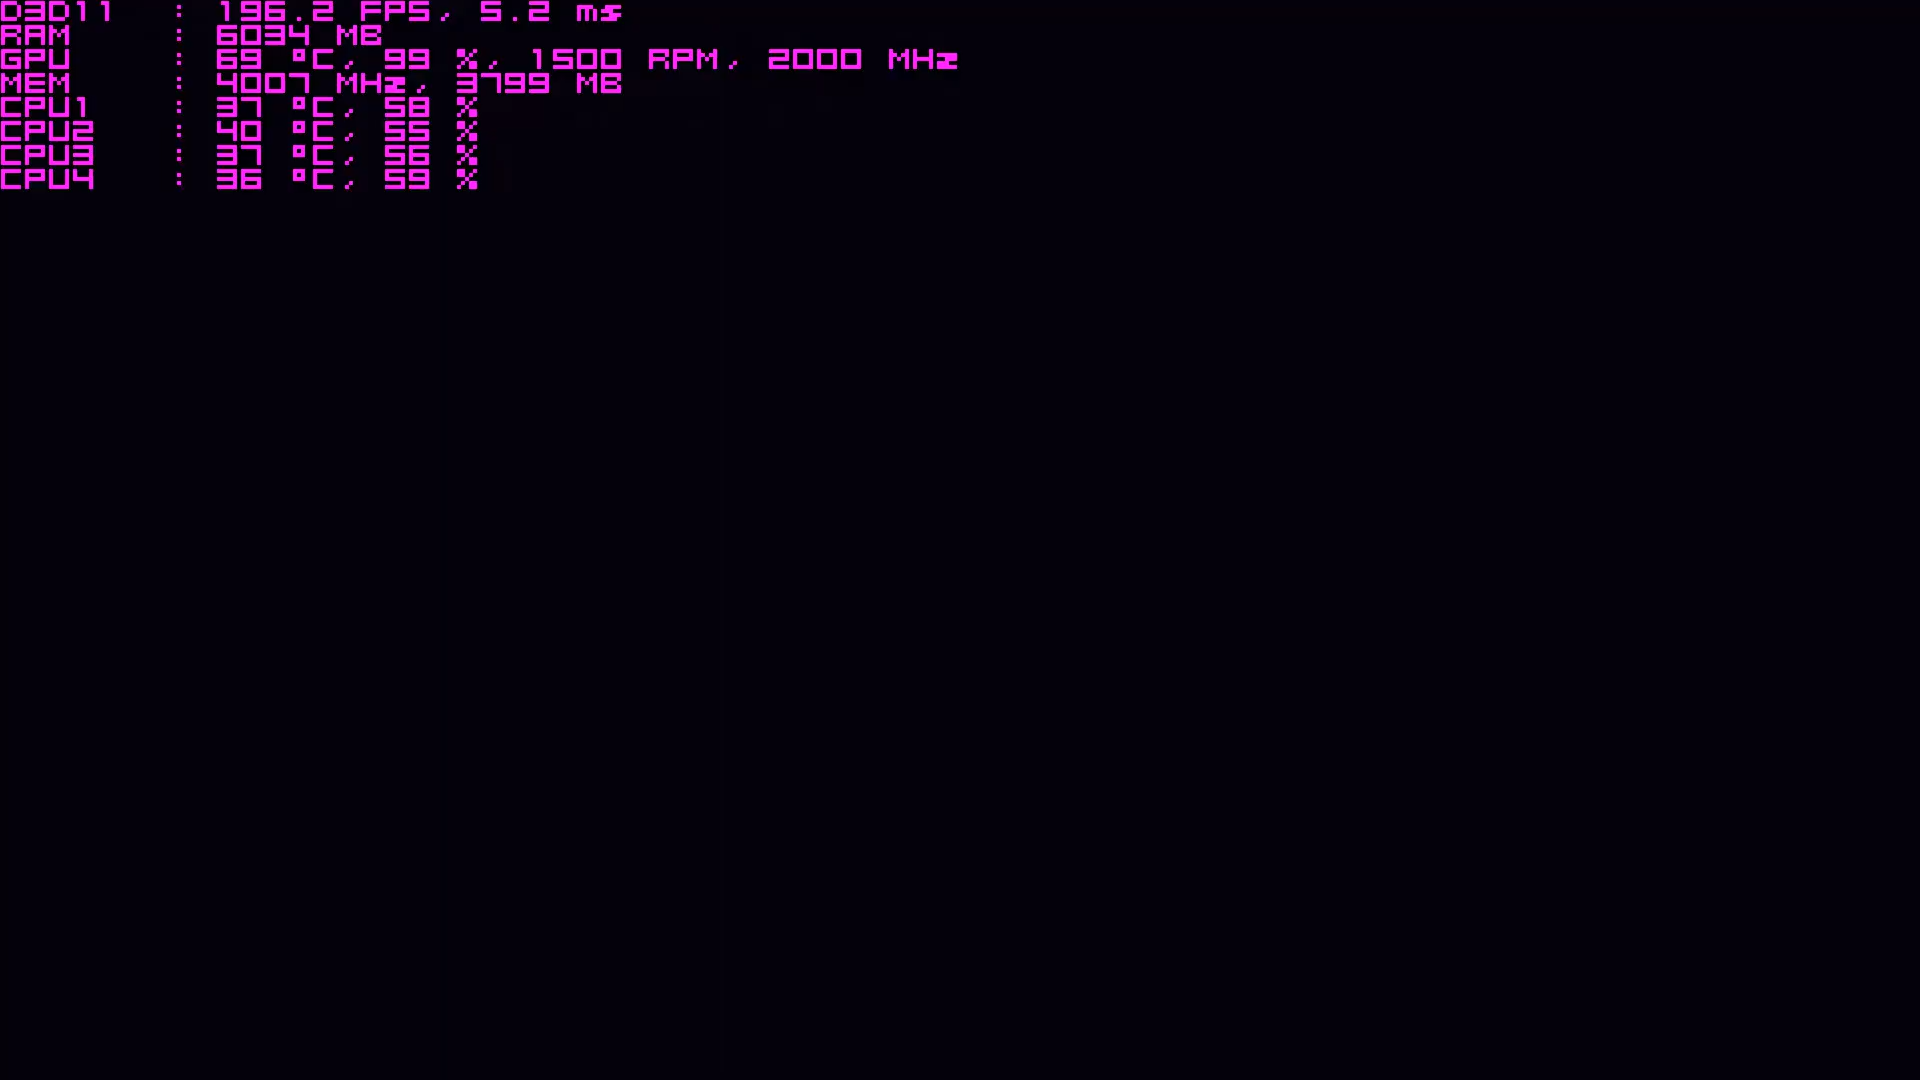 D3D11 : 196.2 FPS, 5.2 ms
RAM : 6034 MB
GPU : 69 °C, 99 %, 1500 RPM, 2000 MHz
MEM : 4007 MHz, 3799 MB
CPU1 : 37 °C, 58 %
CPU2 : 40 °C, 55 %
CPU3 : 37 °C, 56 %
CPU4 : 36 °C, 59 %